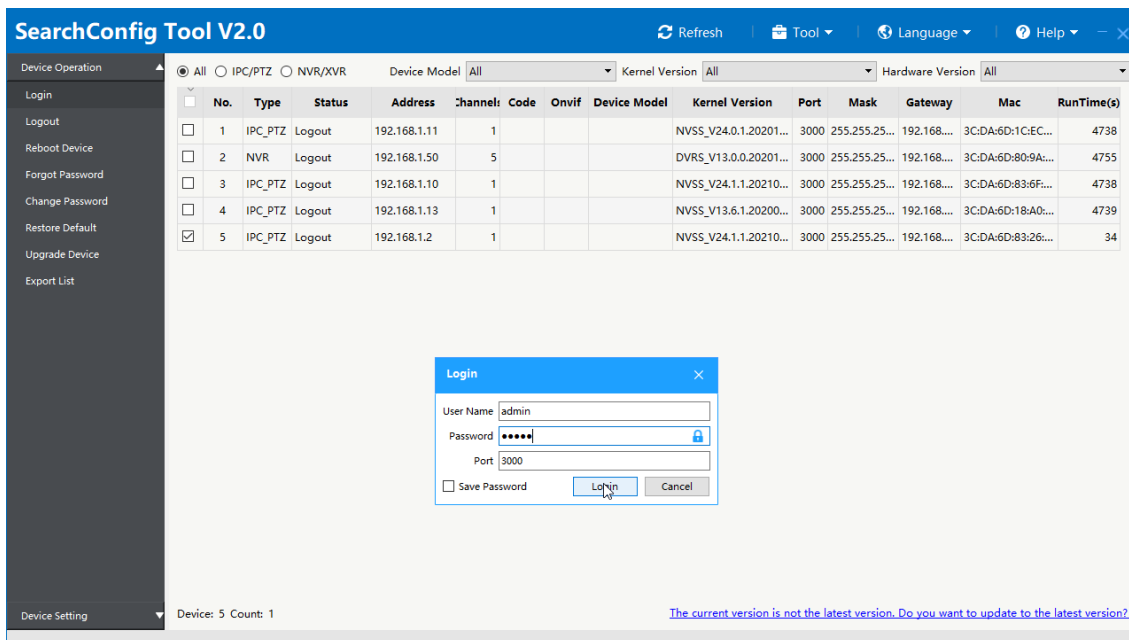 SearchConfig Tool V2.0
Refresh Tool Language Help
Device Operation
Login
Logout
Reboot Device
Forgot Password
Change Password
Restore Default
Upgrade Device
Export List
Device Setting
All IPC/PTZ NVR/XVR Device Model All Kernel Version All Hardware Version All
No. Type Status Address Channels Code Onvif Device Model Kernel Version Port Mask Gateway Mac RunTime(s)
1 IPC_PTZ Logout 192.168.1.11 1 NVSS_V24.0.1.20201... 3000 255.255.25... 192.168.... 3C:DA:6D:1C:EC... 4738
2 NVR Logout 192.168.1.50 5 DVRS_V13.0.0.20201... 3000 255.255.25... 192.168.... 3C:DA:6D:80:9A:... 4755
3 IPC_PTZ Logout 192.168.1.10 1 NVSS_V24.1.1.20210... 3000 255.255.25... 192.168.... 3C:DA:6D:83:6F:... 4738
4 IPC_PTZ Logout 192.168.1.13 1 NVSS_V13.6.1.20200... 3000 255.255.25... 192.168.... 3C:DA:6D:18:A0:... 4739
5 IPC_PTZ Logout 192.168.1.2 1 NVSS_V24.1.1.20210... 3000 255.255.25... 192.168.... 3C:DA:6D:83:26:... 34
Login
User Name admin
Password •••••
Port 3000
Save Password Login Cancel
Device: 5 Count: 1
The current version is not the latest version. Do you want to update to the latest version?